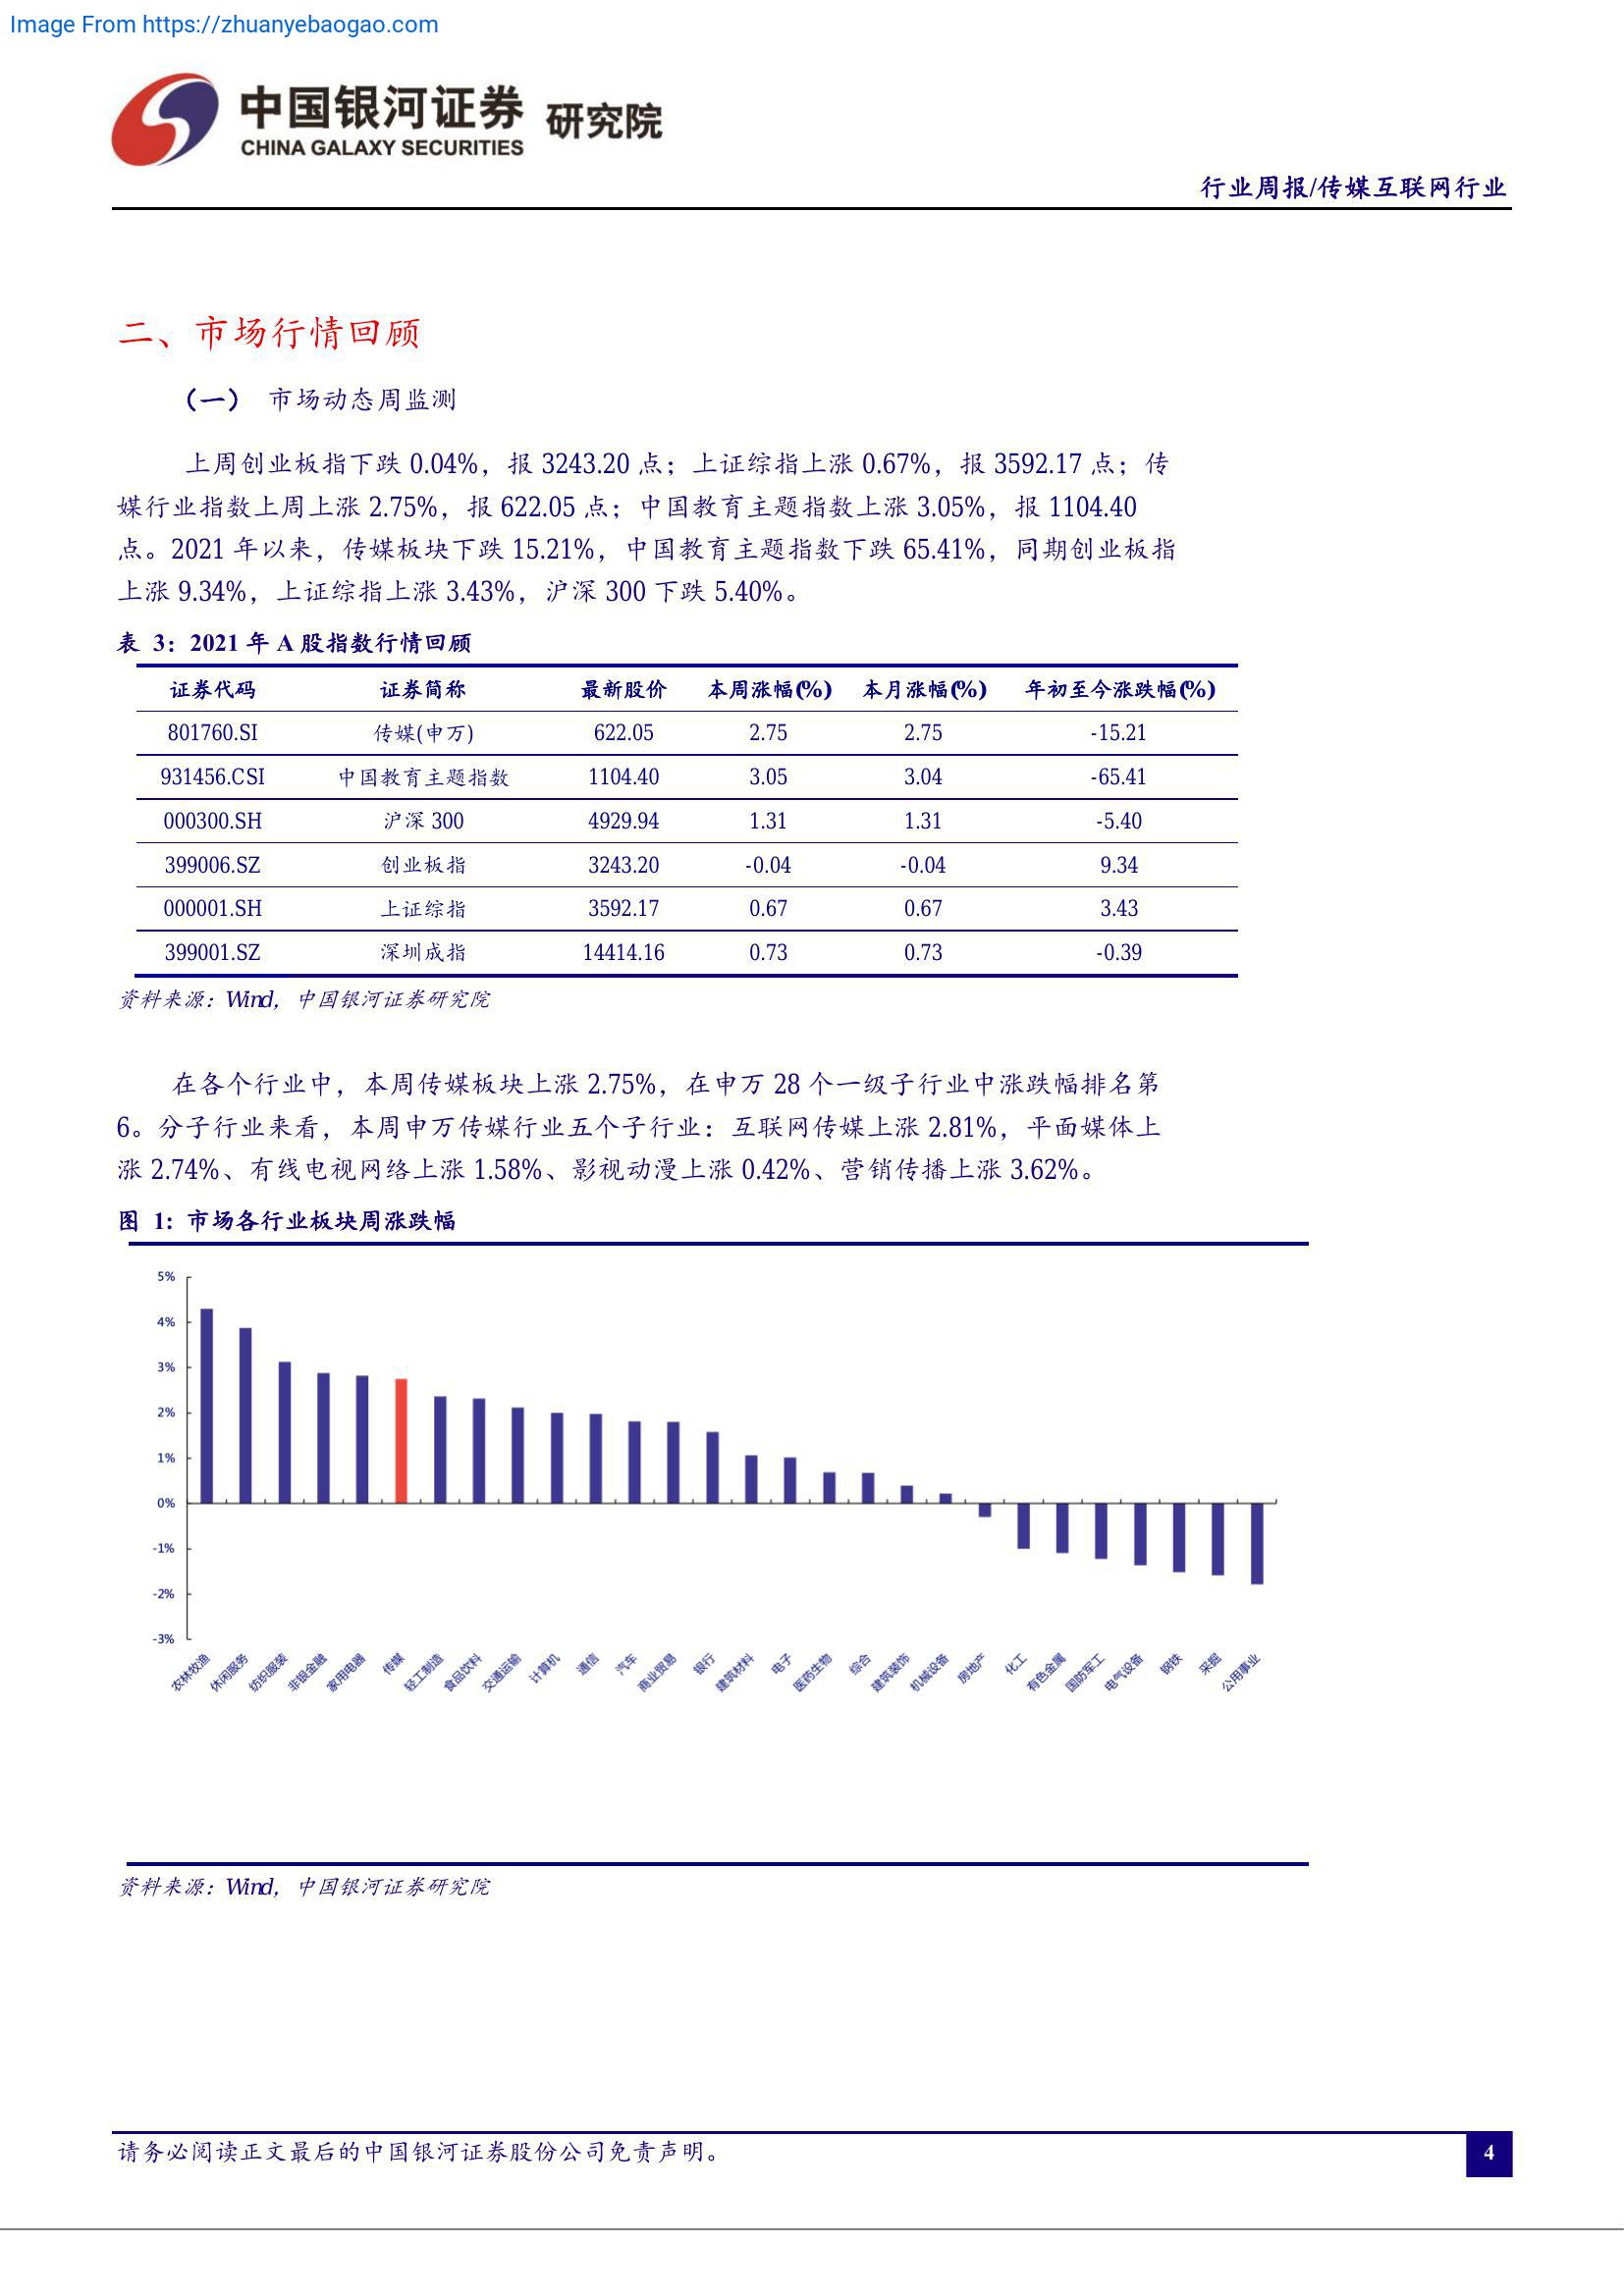 Image From https://zhuanyebaogao.com
中国银河证券 研究院
CHINA GALAXY SECURITIES
行业周报/传媒互联网行业
二、市场行情回顾
（一） 市场动态周监测
上周创业板指下跌 0.04%，报 3243.20 点；上证综指上涨 0.67%，报 3592.17 点；传
媒行业指数上周上涨 2.75%，报 622.05 点；中国教育主题指数上涨 3.05%，报 1104.40
点。2021 年以来，传媒板块下跌 15.21%，中国教育主题指数下跌 65.41%，同期创业板指
上涨 9.34%，上证综指上涨 3.43%，沪深 300 下跌 5.40%。
表 3：2021 年 A 股指数行情回顾
证券代码 证券简称 最新股价 本周涨幅(%) 本月涨幅(%) 年初至今涨跌幅(%)
801760.SI 传媒(申万) 622.05 2.75 2.75 -15.21
931456.CSI 中国教育主题指数 1104.40 3.05 3.04 -65.41
000300.SH 沪深 300 4929.94 1.31 1.31 -5.40
399006.SZ 创业板指 3243.20 -0.04 -0.04 9.34
000001.SH 上证综指 3592.17 0.67 0.67 3.43
399001.SZ 深圳成指 14414.16 0.73 0.73 -0.39
资料来源：Wind，中国银河证券研究院
在各个行业中，本周传媒板块上涨 2.75%，在申万 28 个一级子行业中涨跌幅排名第
6。分子行业来看，本周申万传媒行业五个子行业：互联网传媒上涨 2.81%，平面媒体上
涨 2.74%、有线电视网络上涨 1.58%、影视动漫上涨 0.42%、营销传播上涨 3.62%。
图 1: 市场各行业板块周涨跌幅
5%
4%
3%
2%
1%
0%
-1%
-2%
-3%
农林牧渔 休闲服务 纺织服装 非银金融 家用电器 传媒 轻工制造 食品饮料 交通运输 计算机 通信 汽车 商业贸易 银行 建筑材料 电子 医药生物 综合 建筑装饰 机械设备 房地产 化工 有色金属 国防军工 电气设备 钢铁 采掘 公用事业
资料来源：Wind，中国银河证券研究院
请务必阅读正文最后的中国银河证券股份公司免责声明。
4